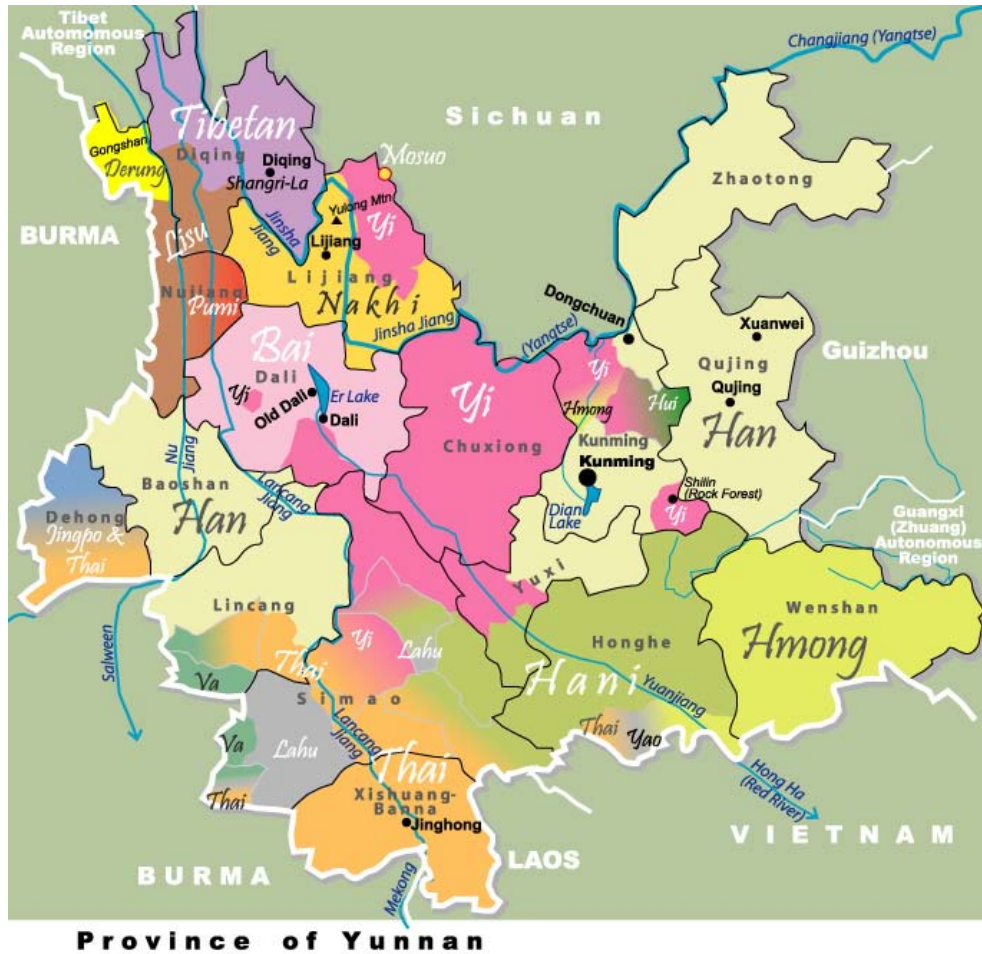 Tibet
Automomous
Region
Changjiang (Yangtse)
Sichuan
Tibetan
Mosuo
Gongshan
Derung
Diqing
Diqing
Shangri-La
Zhaotong
Yulong Mtn
Yi
BURMA
Lisu
Jinsha
Jiang
Lijiang
Lijiang
Nakhi
Nujiang
Pumi
Dongchuan
Xuanwei
Jinsha Jiang
(Yangtse)
Bai
Dali
Yi
Qujing
Guizhou
Yi
Er Lake
Old Dali
Dali
Yi
Hmong
Hui
Qujing
Han
Chuxiong
Kunming
Kunming
Nu
Jiang
Baoshan
Han
Lancang
Jiang
Shilin
(Rock Forest)
Yi
Dian
Lake
Dehong
Jingpo &
Thai
Guangxi
(Zhuang)
Autonomous
Region
Yuxi
Lincang
Wenshan
Hmong
Honghe
Yi
Lahu
Thai
Salween
Va
Hani
Simao
Yuanjiang
Lancang
Jiang
Thai
Yao
Va
Lahu
Thai
Thai
Xishuang-
Banna
Hong Ha
(Red River)
Jinghong
VIETNAM
LAOS
BURMA
Mekong
Province of Yunnan